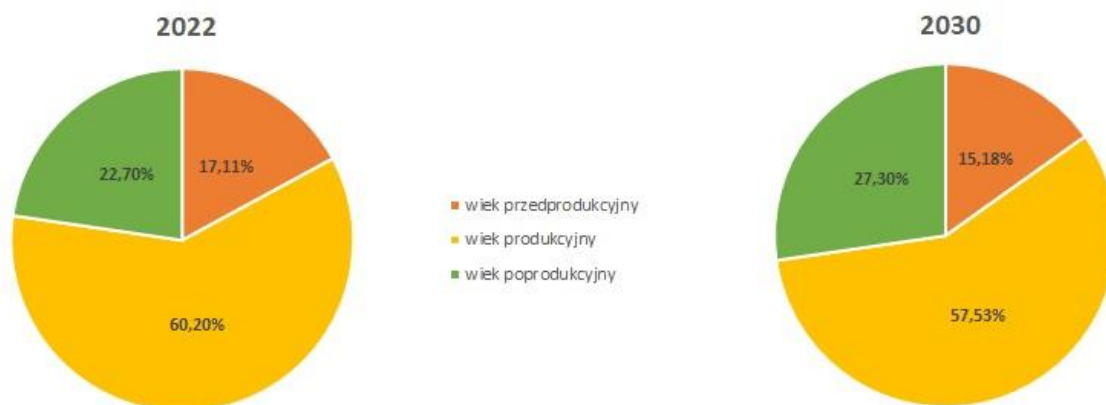 2022
22,70%
17,11%
60,20%
wiek przedprodukcyjny
wiek produkcyjny
wiek poprodukcyjny
2030
27,30%
15,18%
57,53%